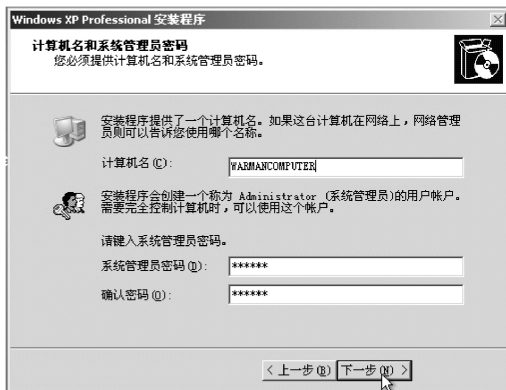 Windows XP Professional 安装程序
计算机名和系统管理员密码
您必须提供计算机名和系统管理员密码。
安装程序提供了一个计算机名。如果这台计算机在网络上，网络管理
员则可以告诉您使用哪个名称。
计算机名(C)：
WARMANCOMPUTER
安装程序会创建一个称为 Administrator (系统管理员)的用户帐户。
需要完全控制计算机时，可以使用这个帐户。
请键入系统管理员密码。
系统管理员密码(D)：
******
确认密码(O)：
******
< 上一步(B) 下一步(N) >